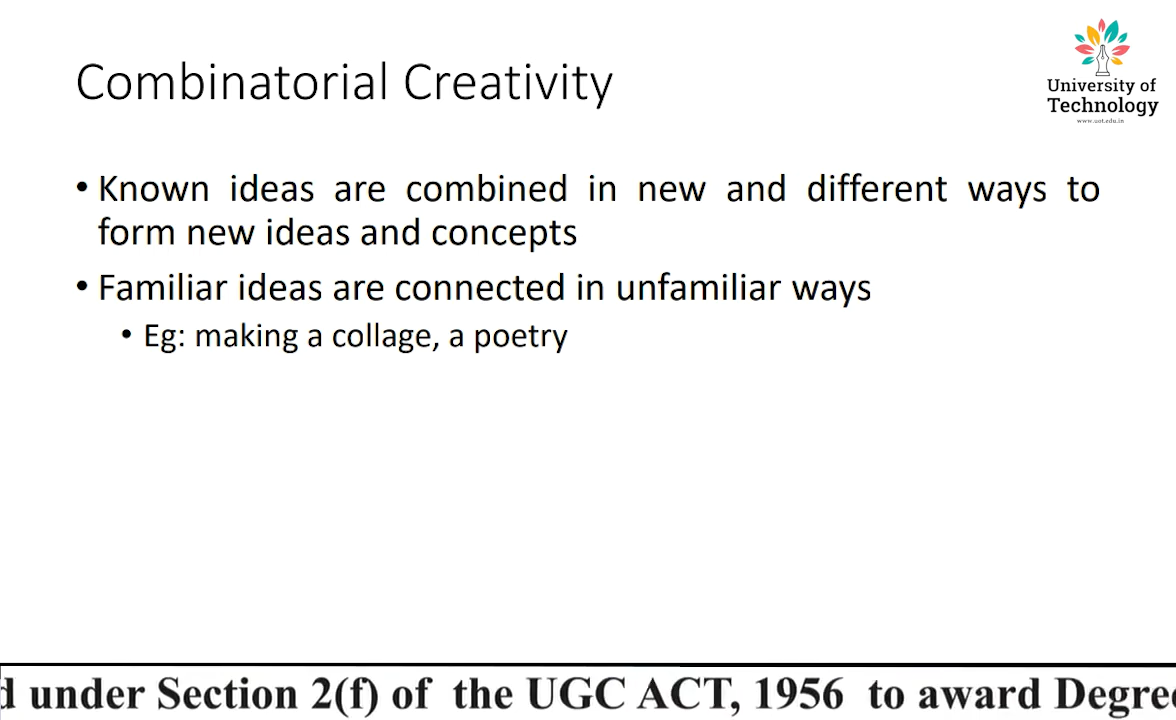 Combinatorial Creativity
University of
Technology
www.uot.edu.in
• Known ideas are combined in new and different ways to
form new ideas and concepts
• Familiar ideas are connected in unfamiliar ways
• Eg: making a collage, a poetry
d under Section 2(f) of the UGC ACT, 1956 to award Degre